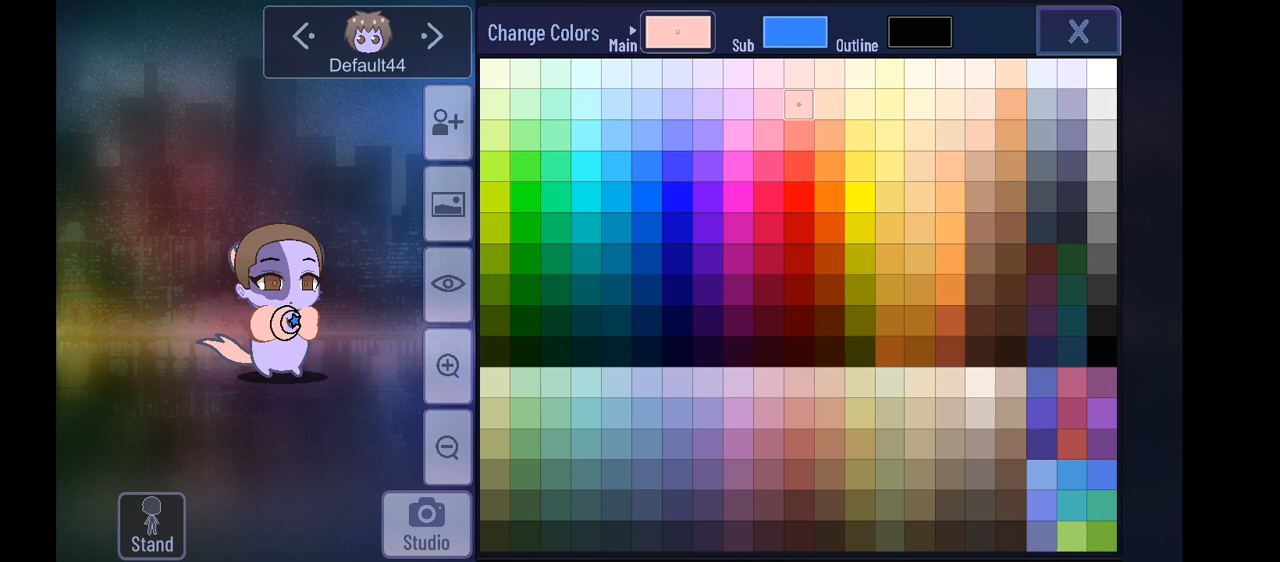 Default44
Change Colors
Main
Sub
Outline
X
Stand
Studio